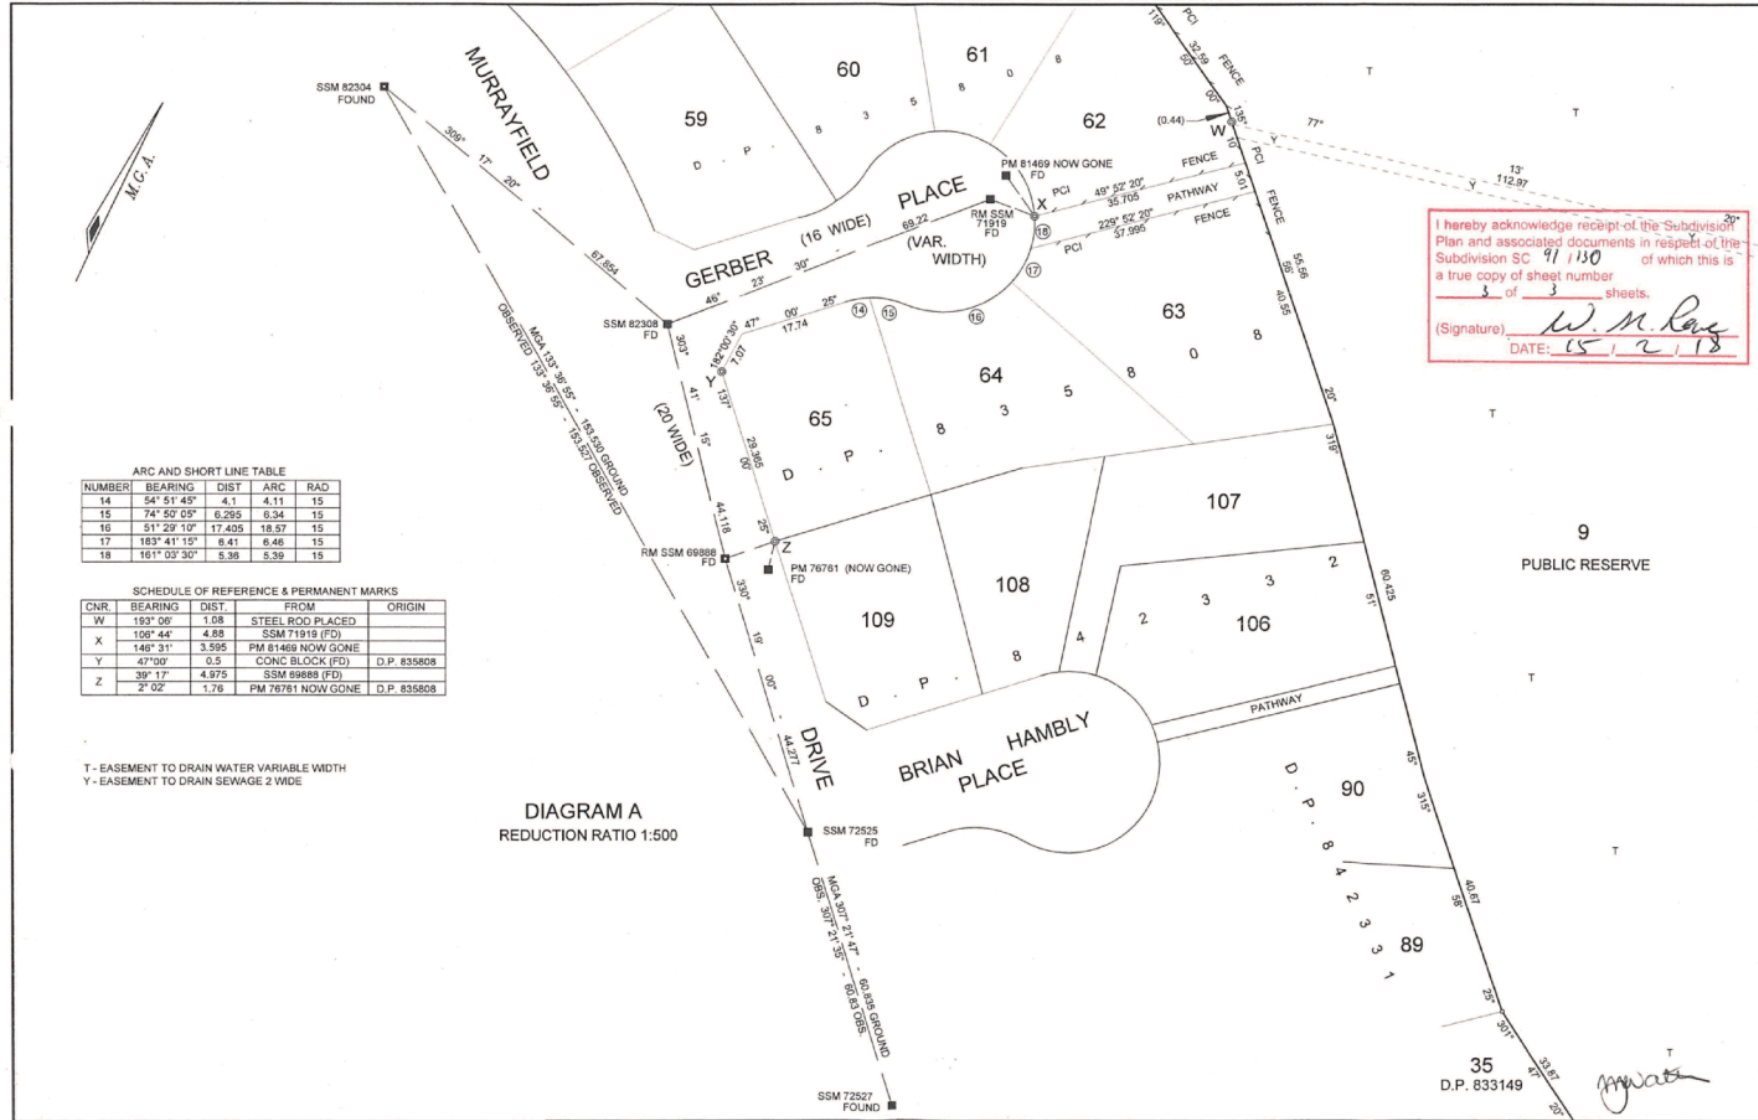 SSM 82304
FOUND
MURRAYFIELD
M.G.A.
309° 17' 20"
67.854
59
60
61
62
D . P . 8 3 5 8 0 8
119° 50' 00"
32.59
PCI FENCE
135° 10'
(0.44)
W
PCI
5.01
FENCE
77° 13' 20"
112.97
Y
Y
Y
T
T
PM 81469 NOW GONE
FD
PLACE
GERBER
(16 WIDE)
(VAR.
WIDTH)
69.22
46° 23' 30"
RM SSM
71919
FD
X
PCI
49° 52' 20"
35.705
FENCE
PATHWAY
229° 52' 20"
37.995
PCI
FENCE
18
17
16
15
14
SSM 82308
FD
47° 00' 25"
17.74
182°00'30"
7.07
Y
137° 00' 25"
29.365
303° 41' 15"
44.118
(20 WIDE)
MGA 133° 36' 55" - 153.530 GROUND
OBSERVED 133° 36' 55" - 153.527 OBSERVED
65
64
63
D . P . 8 3 5 8 0 8
55.56
56'
40.55
20"
319°
I hereby acknowledge receipt of the Subdivision
Plan and associated documents in respect of the
Subdivision SC 91/130 of which this is
a true copy of sheet number
3 of 3 sheets.
(Signature)
DATE: 15 / 2 / 18
T
ARC AND SHORT LINE TABLE
NUMBER BEARING DIST ARC RAD
14 54° 51' 45" 4.1 4.11 15
15 74° 50' 05" 6.295 6.34 15
16 51° 29' 10" 17.405 18.57 15
17 183° 41' 15" 6.41 6.46 15
18 161° 03' 30" 5.36 5.39 15
SCHEDULE OF REFERENCE & PERMANENT MARKS
CNR. BEARING DIST. FROM ORIGIN
W 193° 06' 1.08 STEEL ROD PLACED
X 106° 44' 4.88 SSM 71919 (FD)
146° 31' 3.595 PM 81469 NOW GONE
Y 47°00' 0.5 CONC BLOCK (FD) D.P. 835808
Z 39° 17' 4.975 SSM 69888 (FD)
2° 02' 1.76 PM 76761 NOW GONE D.P. 835808
T - EASEMENT TO DRAIN WATER VARIABLE WIDTH
Y - EASEMENT TO DRAIN SEWAGE 2 WIDE
RM SSM 69888
FD
Z
PM 76761 (NOW GONE)
FD
330° 19' 00"
44.277
109
108
107
106
D . P . 8 4 2 3 3 2
60.425
51'
45"
315°
9
PUBLIC RESERVE
T
DRIVE
BRIAN HAMBLY
PLACE
PATHWAY
DIAGRAM A
REDUCTION RATIO 1:500
SSM 72525
FD
90
D . P . 8 4 2 3 3 1
89
40.67
58'
25"
301° 47' 20"
33.87
T
T
MGA 307° 21' 47" - 60.835 GROUND
OBS. 307° 21' 35" - 60.83 OBS.
SSM 72527
FOUND
35
D.P. 833149